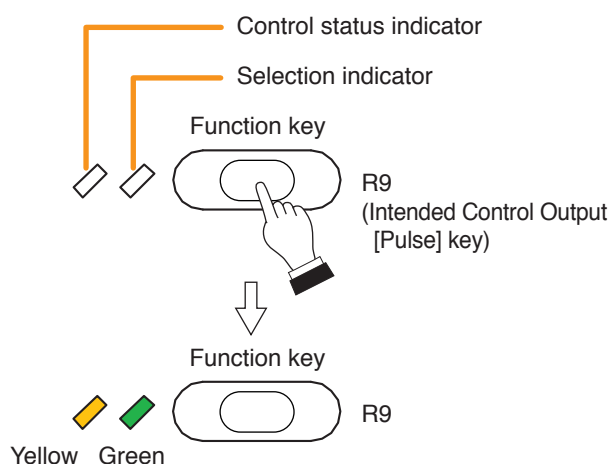 Control status indicator
Selection indicator
Function key
R9
(Intended Control Output
[Pulse] key)
Function key
R9
Yellow Green